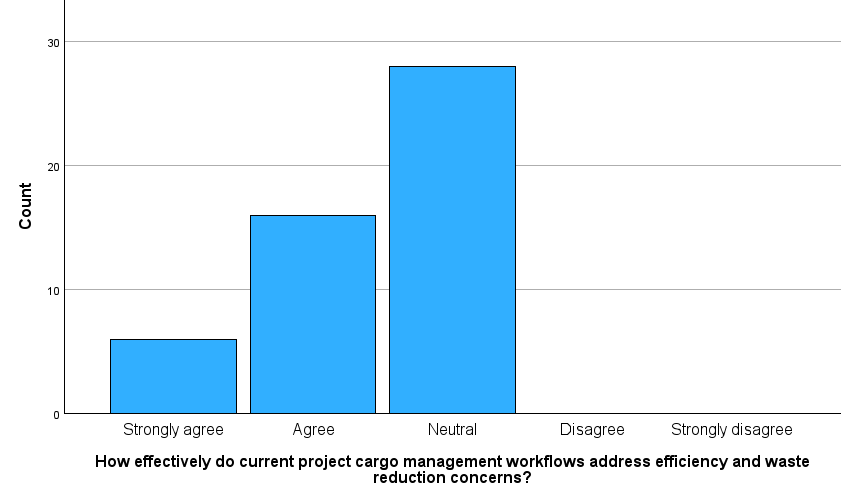 30
20
10
0
Count
Strongly agree
Agree
Neutral
Disagree
Strongly disagree
How effectively do current project cargo management workflows address efficiency and waste
reduction concerns?